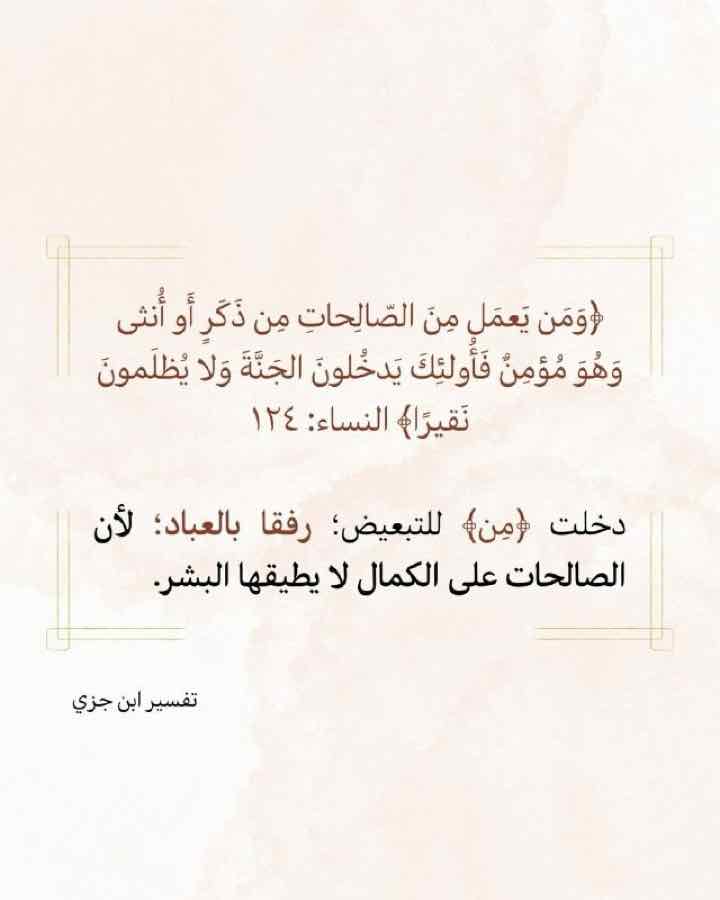 ﴿وَمَن يَعمَل مِنَ الصّالِحاتِ مِن ذَكَرٍ أَو أُنثى
وَهُوَ مُؤمِنٌ فَأُولئِكَ يَدخُلونَ الجَنَّةَ وَلا يُظلَمونَ
نَقيرًا﴾ النساء: ١٢٤
دخلت ﴿مِن﴾ للتبعيض؛ رفقا بالعباد؛ لأن
الصالحات على الكمال لا يطيقها البشر.
تفسير ابن جزي